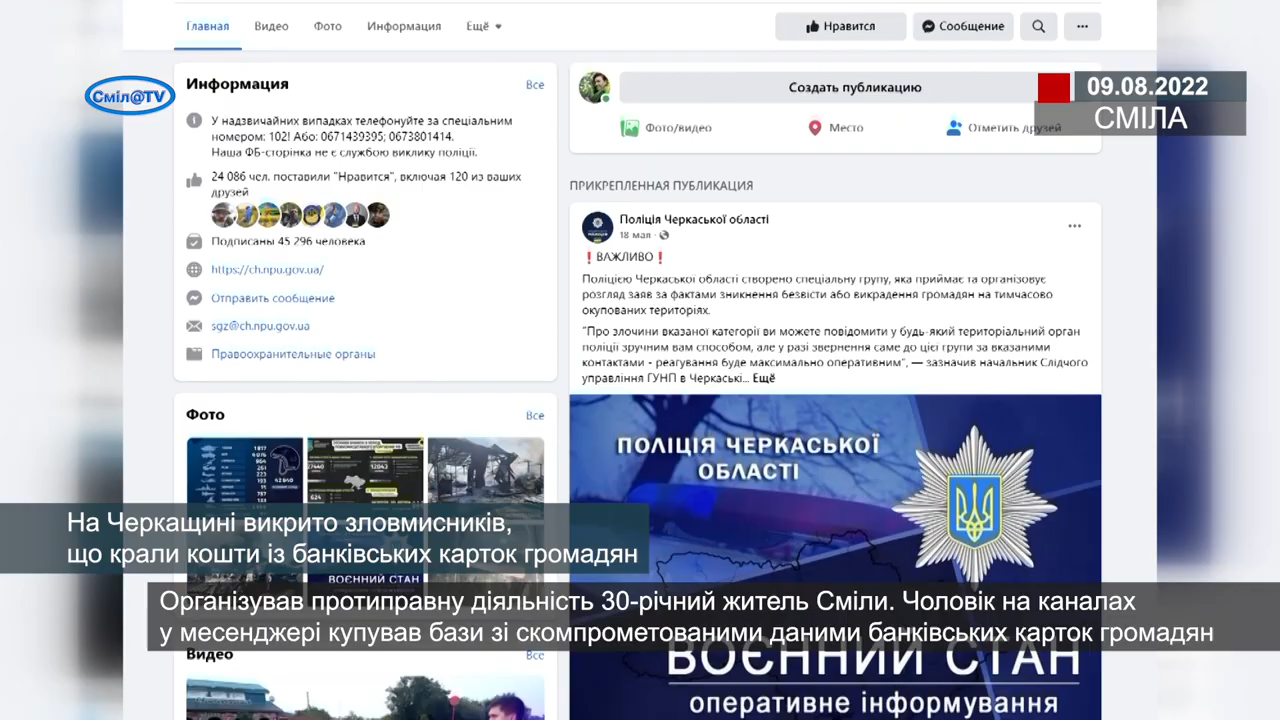 Главная Видео Фото Информация Ещё
Нравится Сообщение
Сміл@TV
09.08.2022
СМІЛА
Информация Все
У надзвичайних випадках телефонуйте за спеціальним
номером: 102! Або: 0671439395; 0673801414.
Наша ФБ-сторінка не є службою виклику поліції.
24 086 чел. поставили "Нравится", включая 120 из ваших
друзей
Подписаны 45 296 человека
https://ch.npu.gov.ua/
Отправить сообщение
sgz@ch.npu.gov.ua
Правоохранительные органы
Фото Все
Создать публикацию
Фото/видео Место Отметить друзей
ПРИКРЕПЛЕННАЯ ПУБЛИКАЦИЯ
Поліція Черкаської області
18 мая
❗ВАЖЛИВО❗
Поліцією Черкаської області створено спеціальну групу, яка приймає та організовує
розгляд заяв за фактами зникнення безвісти або викрадення громадян на тимчасово
окупованих територіях.
"Про злочини вказаної категорії ви можете повідомити у будь-який територіальний орган
поліції зручним вам способом, але у разі звернення саме до цієї групи за вказаними
контактами - реагування буде максимально оперативним", — зазначив начальник Слідчого
управління ГУНП в Черкаські... Ещё
ПОЛІЦІЯ ЧЕРКАСЬКОЇ
ОБЛАСТІ
На Черкащині викрито зловмисників,
що крали кошти із банківських карток громадян
ВОЄННИЙ СТАН
Організував протиправну діяльність 30-річний житель Сміли. Чоловік на каналах
у месенджері купував бази зі скомпрометованими даними банківських карток громадян
Видео Все
ВОЄННИЙ СТАН
оперативне інформування